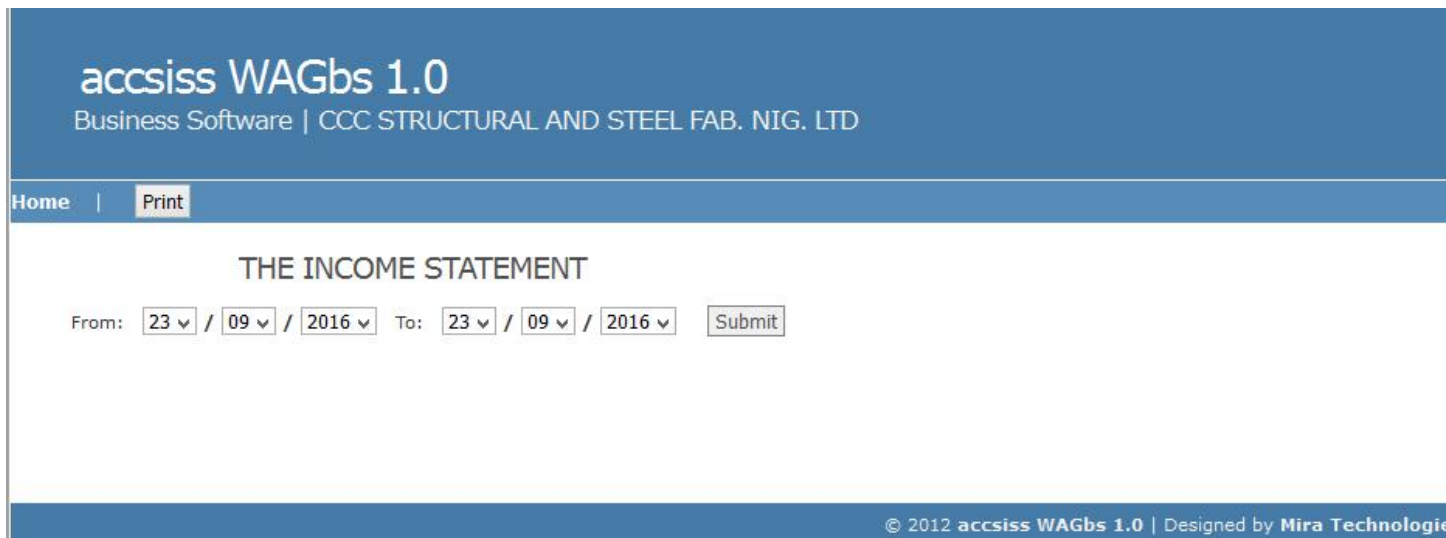 accsiss WAGbs 1.0
Business Software | CCC STRUCTURAL AND STEEL FAB. NIG. LTD
Home | Print
THE INCOME STATEMENT
From: 23 / 09 / 2016 To: 23 / 09 / 2016 Submit
© 2012 accsiss WAGbs 1.0 | Designed by Mira Technologie